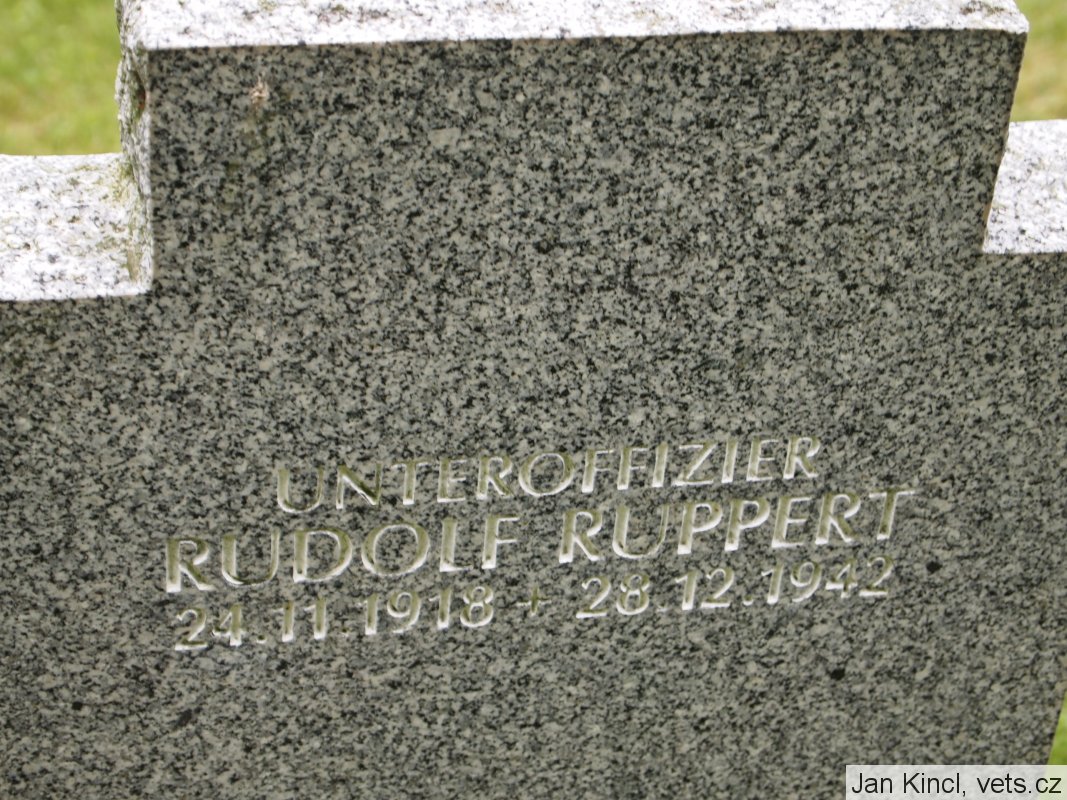 UNTEROFFIZIER
RUDOLF RUPPERT
24.11.1918 + 28.12.1942
Jan Kincl, vets.cz